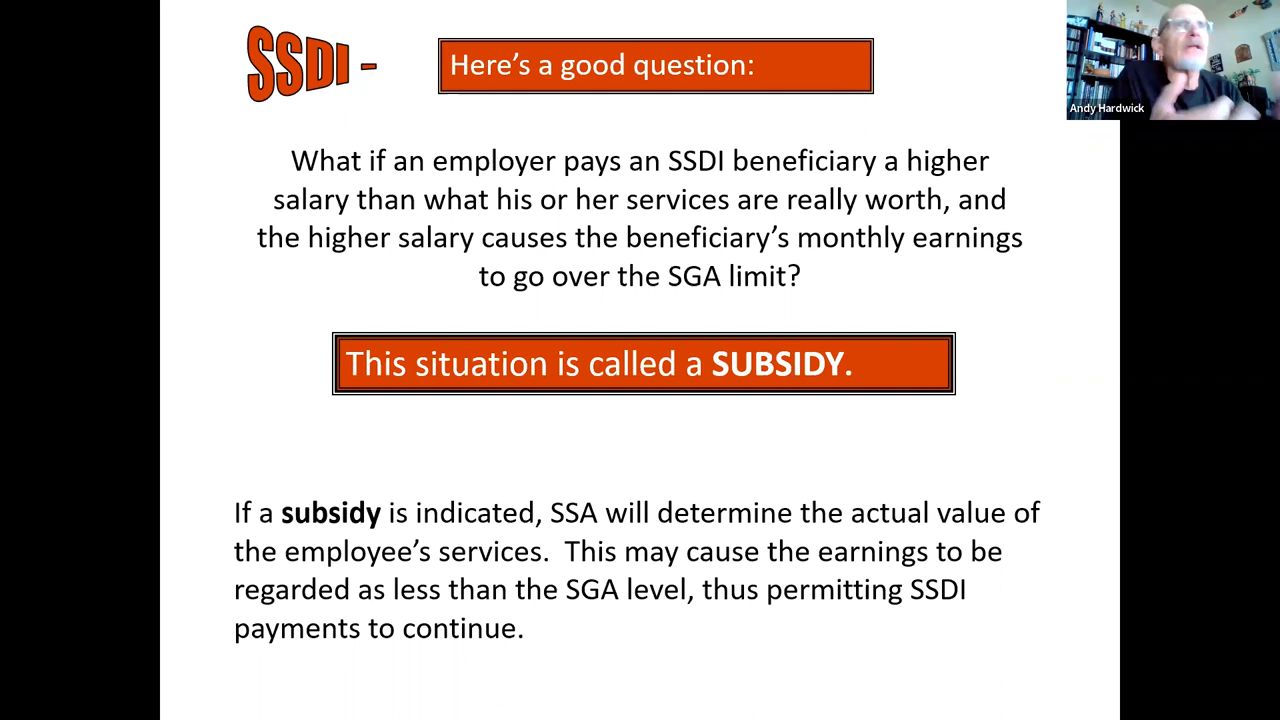 SSDI -
Here's a good question:
Andy Hardwick
What if an employer pays an SSDI beneficiary a higher
salary than what his or her services are really worth, and
the higher salary causes the beneficiary's monthly earnings
to go over the SGA limit?
This situation is called a SUBSIDY.
If a subsidy is indicated, SSA will determine the actual value of
the employee's services.  This may cause the earnings to be
regarded as less than the SGA level, thus permitting SSDI
payments to continue.